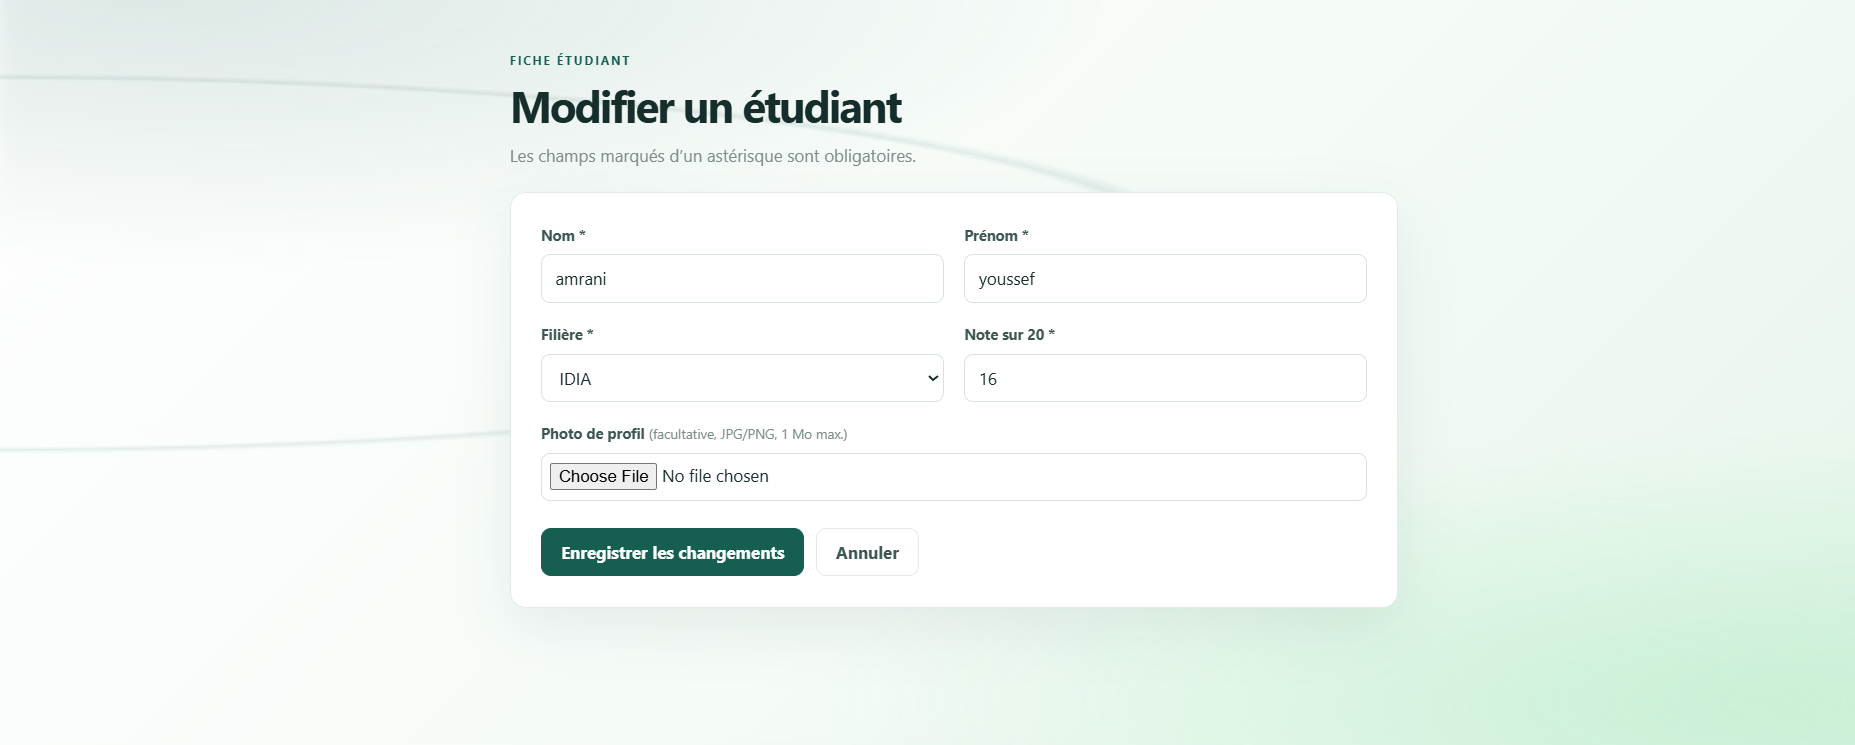 FICHE ÉTUDIANT
Modifier un étudiant
Les champs marqués d’un astérisque sont obligatoires.
Nom * Prénom *
amrani youssef
Filière * Note sur 20 *
IDIA 16
Photo de profil (facultative, JPG/PNG, 1 Mo max.)
Choose File No file chosen
Enregistrer les changements Annuler